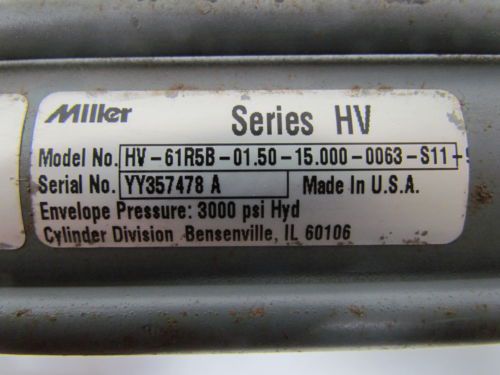 Miller
Series HV
Model No. HV-61R5B-01.50-15.000-0063-S11-
Serial No. YY357478 A Made In U.S.A.
Envelope Pressure: 3000 psi Hyd
Cylinder Division Bensenville, IL 60106